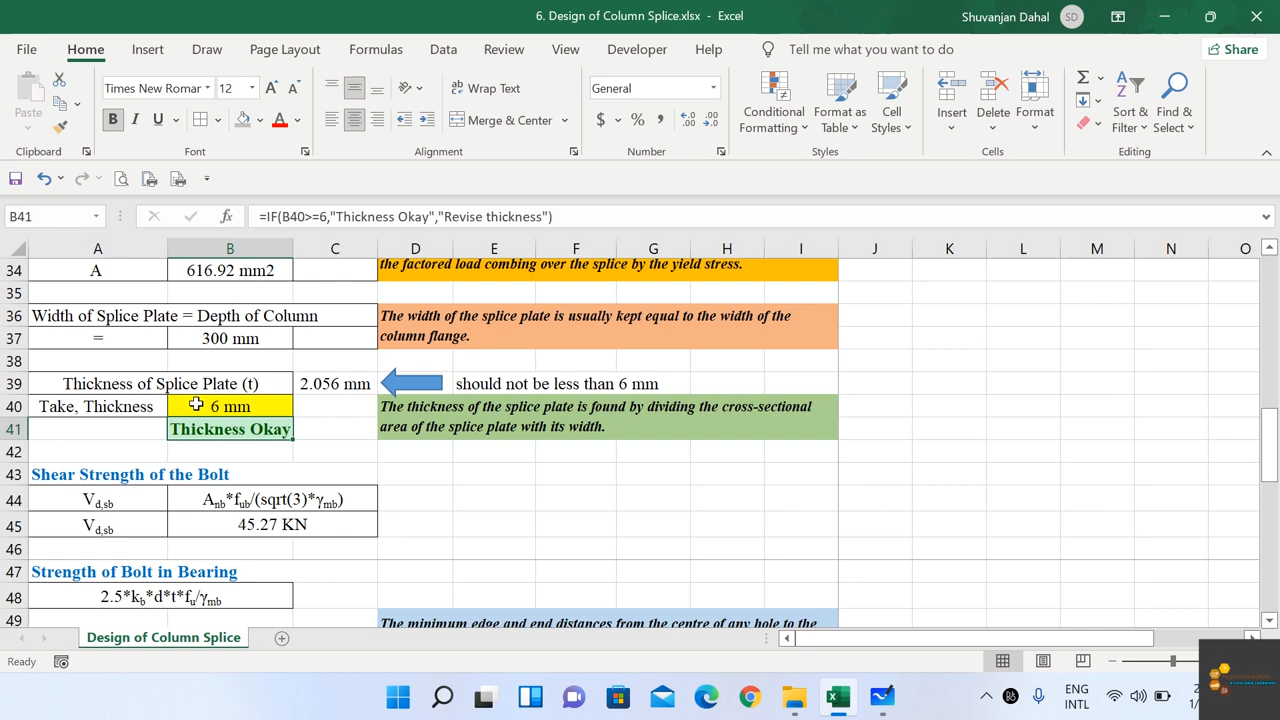 6. Design of Column Splice.xlsx - Excel
Shuvanjan Dahal SD
File Home Insert Draw Page Layout Formulas Data Review View Developer Help Tell me what you want to do Share
Paste
Times New Romar 12
Wrap Text
General
Conditional Formatting
Format as Table
Cell Styles
Insert Delete Format
Sort & Filter
Find & Select
B I U
Merge & Center
$ %
Clipboard Font Alignment Number Styles Cells Editing
B41 =IF(B40>=6,"Thickness Okay","Revise thickness")
A B C D E F G H I J K L M N O
34 A 616.92 mm2 the factored load combing over the splice by the yield stress.
35
36 Width of Splice Plate = Depth of Column The width of the splice plate is usually kept equal to the width of the
37 = 300 mm column flange.
38
39 Thickness of Splice Plate (t) 2.056 mm should not be less than 6 mm
40 Take, Thickness 6 mm The thickness of the splice plate is found by dividing the cross-sectional
41 Thickness Okay area of the splice plate with its width.
42
43 Shear Strength of the Bolt
44 Vd,sb Anb*fub/(sqrt(3)*γmb)
45 Vd,sb 45.27 KN
46
47 Strength of Bolt in Bearing
48 2.5*kb*d*t*fu/γmb
49 The minimum edge and end distances from the centre of any hole to the
Design of Column Splice
Ready
ENG
INTL